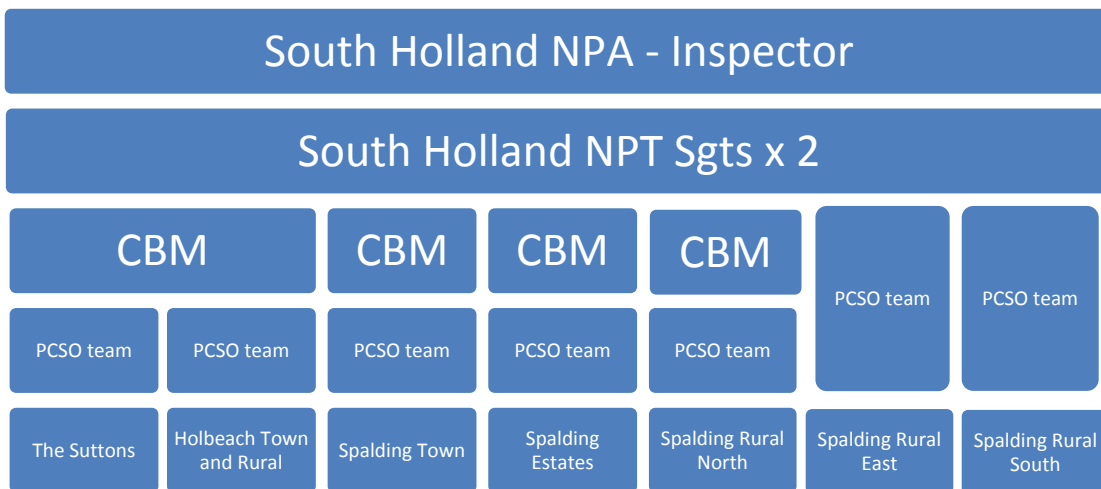 South Holland NPA - Inspector
South Holland NPT Sgts x 2
CBM
CBM
CBM
CBM
PCSO team
PCSO team
PCSO team
PCSO team
PCSO team
PCSO team
PCSO team
The Suttons
Holbeach Town
and Rural
Spalding Town
Spalding
Estates
Spalding Rural
North
Spalding Rural
East
Spalding Rural
South